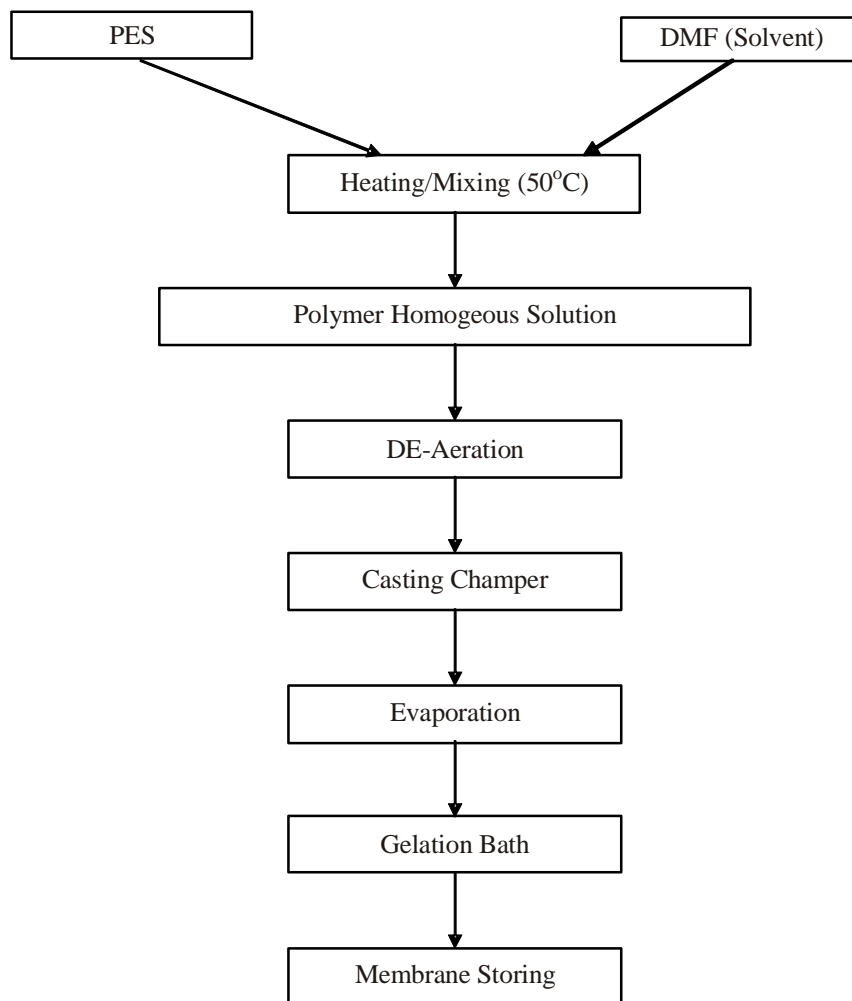 PES
DMF (Solvent)
Heating/Mixing (50°C)
Polymer Homogeous Solution
DE-Aeration
Casting Champer
Evaporation
Gelation Bath
Membrane Storing